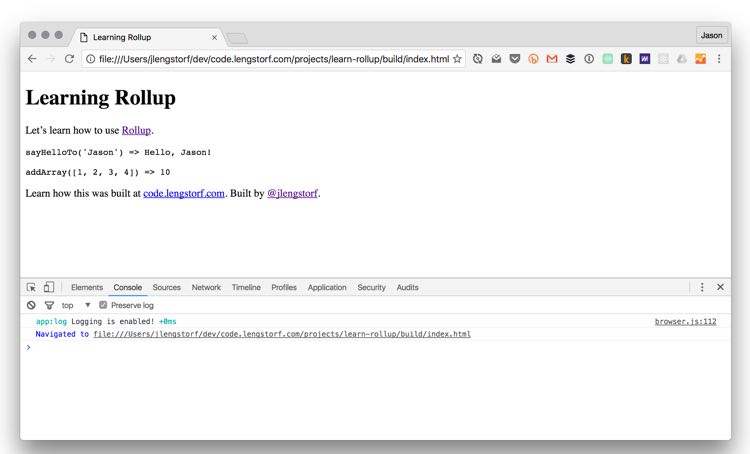 Learning Rollup
Jason
file:///Users/jlengstorf/dev/code.lengstorf.com/projects/learn-rollup/build/index.html
Learning Rollup
Let’s learn how to use Rollup.
sayHelloTo('Jason') => Hello, Jason!
addArray([1, 2, 3, 4]) => 10
Learn how this was built at code.lengstorf.com. Built by @jlengstorf.
Elements Console Sources Network Timeline Profiles Application Security Audits
top Preserve log
app:log Logging is enabled! +0ms browser.js:112
Navigated to file:///Users/jlengstorf/dev/code.lengstorf.com/projects/learn-rollup/build/index.html